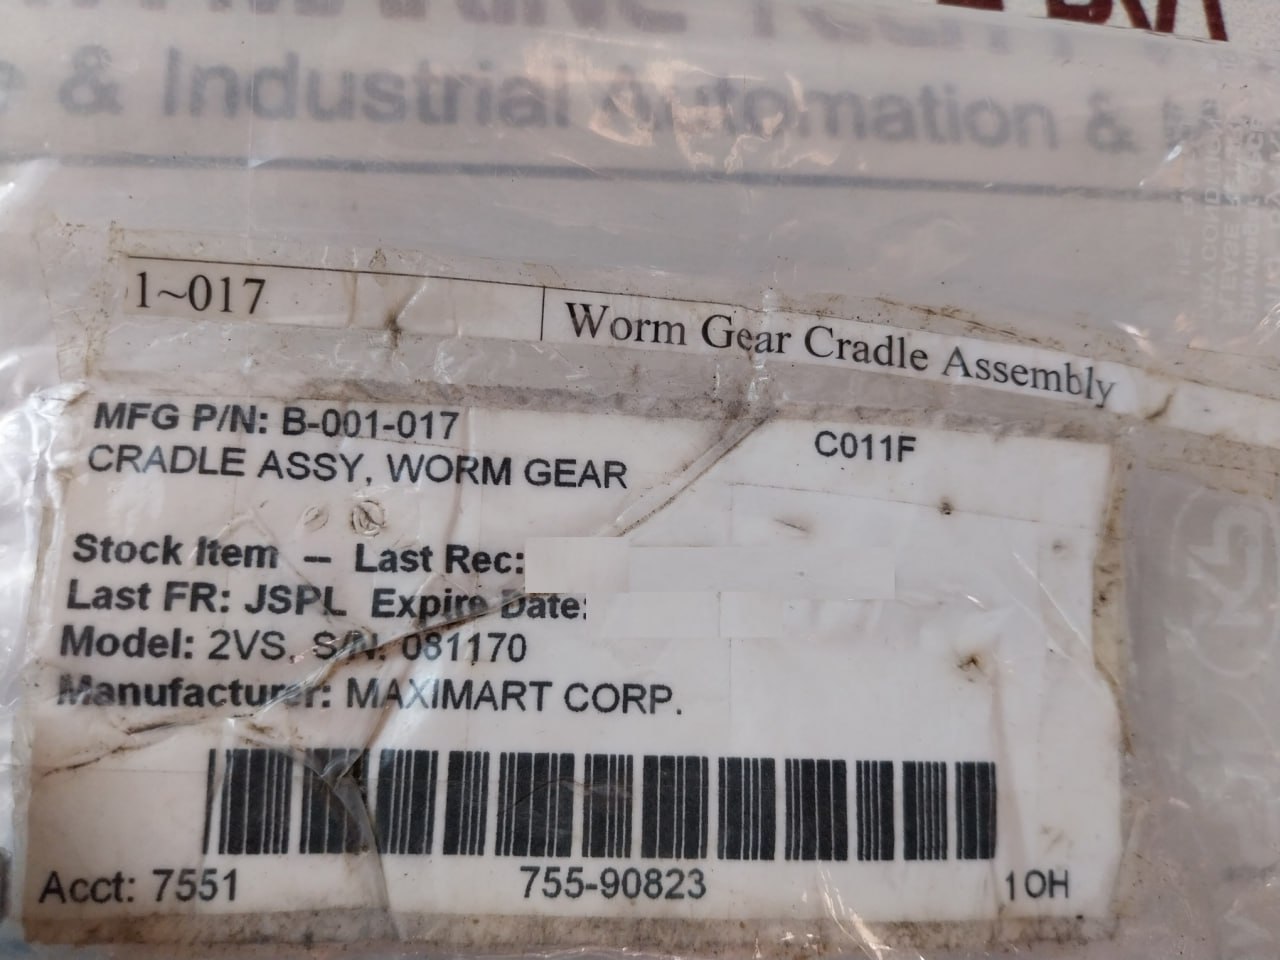 & Industrial Automation &
1~017 Worm Gear Cradle Assembly
MFG P/N: B-001-017 C011F
CRADLE ASSY, WORM GEAR
Stock Item -- Last Rec:
Last FR: JSPL Expire Date:
Model: 2VS, S/N: 081170
Manufacturer: MAXIMART CORP.
Acct: 7551 755-90823 1OH